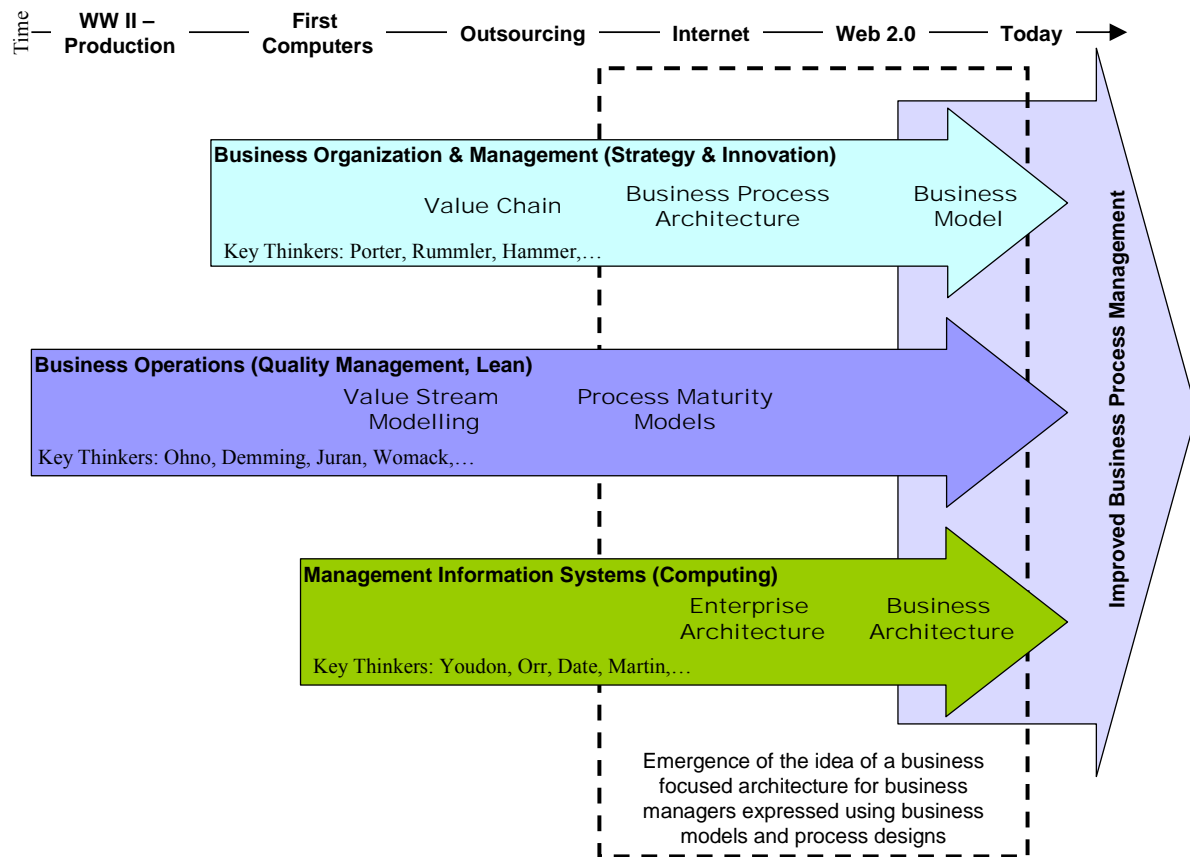 Time
WW II –
Production
First
Computers
Outsourcing
Internet
Web 2.0
Today
Business Organization & Management (Strategy & Innovation)
Value Chain
Business Process
Architecture
Business
Model
Key Thinkers: Porter, Rummler, Hammer,…
Business Operations (Quality Management, Lean)
Value Stream
Modelling
Process Maturity
Models
Key Thinkers: Ohno, Demming, Juran, Womack,…
Management Information Systems (Computing)
Enterprise
Architecture
Business
Architecture
Key Thinkers: Youdon, Orr, Date, Martin,…
Improved Business Process Management
Emergence of the idea of a business
focused architecture for business
managers expressed using business
models and process designs